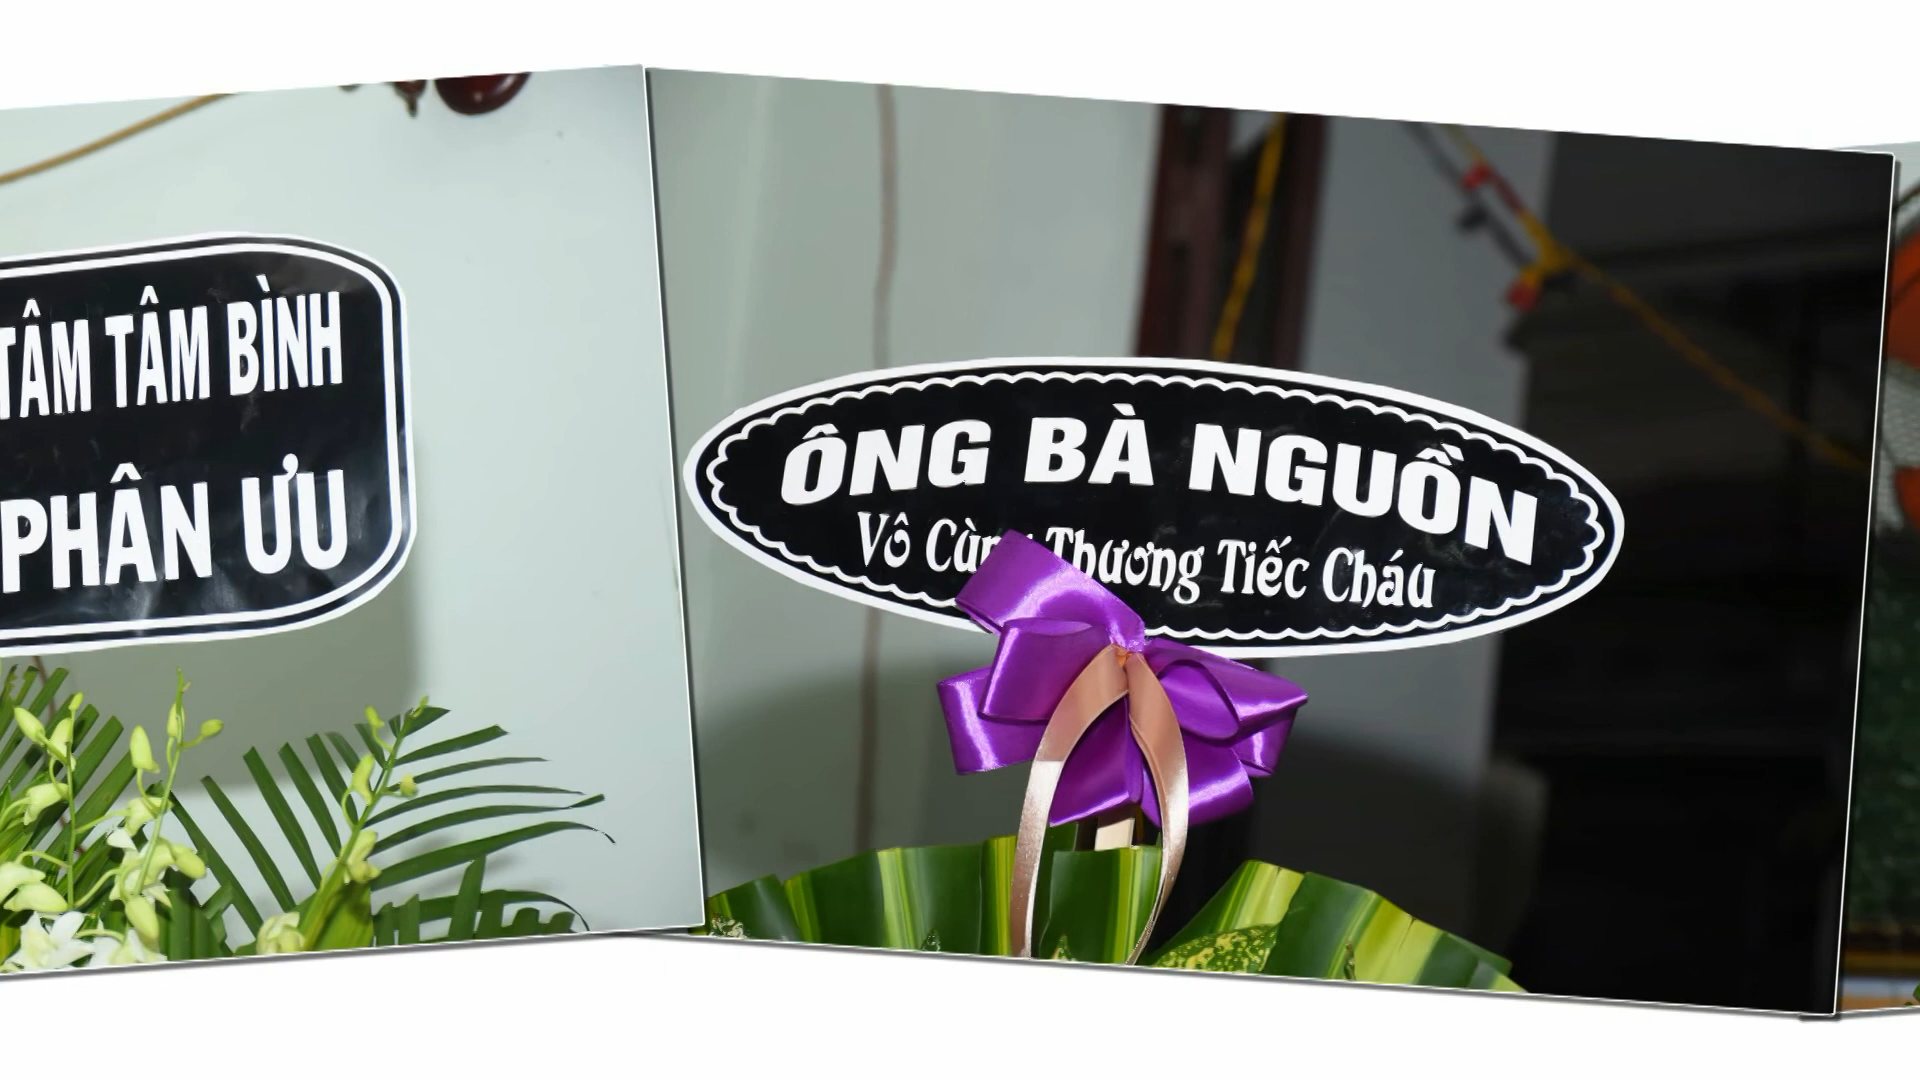 TÂM TÂM BÌNH
PHÂN ƯU
ÔNG BÀ NGUỒN
Vô Thương Tiếc Cháu